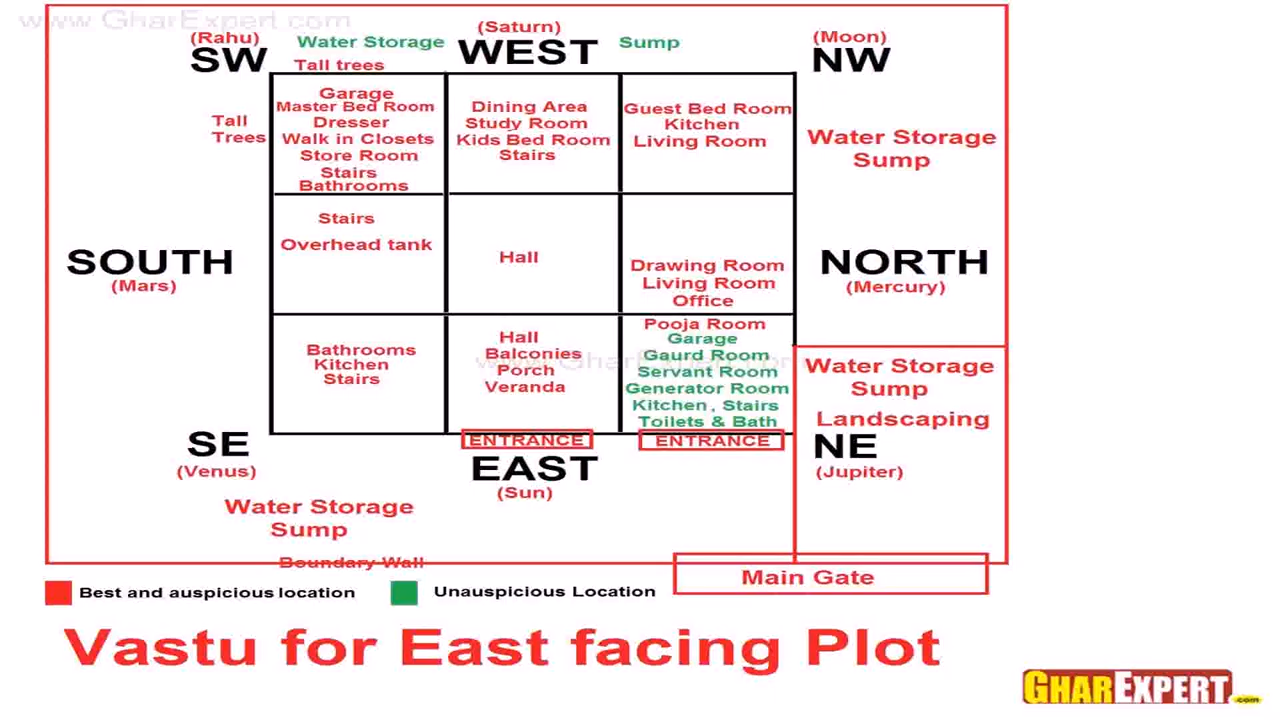 www.GharExpert.com
(Rahu)
SW
Water Storage
Tall trees
(Saturn)
WEST
Sump
(Moon)
NW
Tall
Trees
Garage
Master Bed Room
Dresser
Walk in Closets
Store Room
Stairs
Bathrooms
Dining Area
Study Room
Kids Bed Room
Stairs
Guest Bed Room
Kitchen
Living Room
Water Storage
Sump
SOUTH
(Mars)
Stairs
Overhead tank
Hall
Drawing Room
Living Room
Office
NORTH
(Mercury)
Bathrooms
Kitchen
Stairs
Hall
Balconies
Porch
Veranda
www.GharExpert.com
Pooja Room
Garage
Gaurd Room
Servant Room
Generator Room
Kitchen , Stairs
Toilets & Bath
Water Storage
Sump
Landscaping
NE
(Jupiter)
SE
(Venus)
ENTRANCE
ENTRANCE
EAST
(Sun)
Water Storage
Sump
Boundary Wall
Main Gate
Best and auspicious location
Unauspicious Location
Vastu for East facing Plot
GHAREXPERT.com